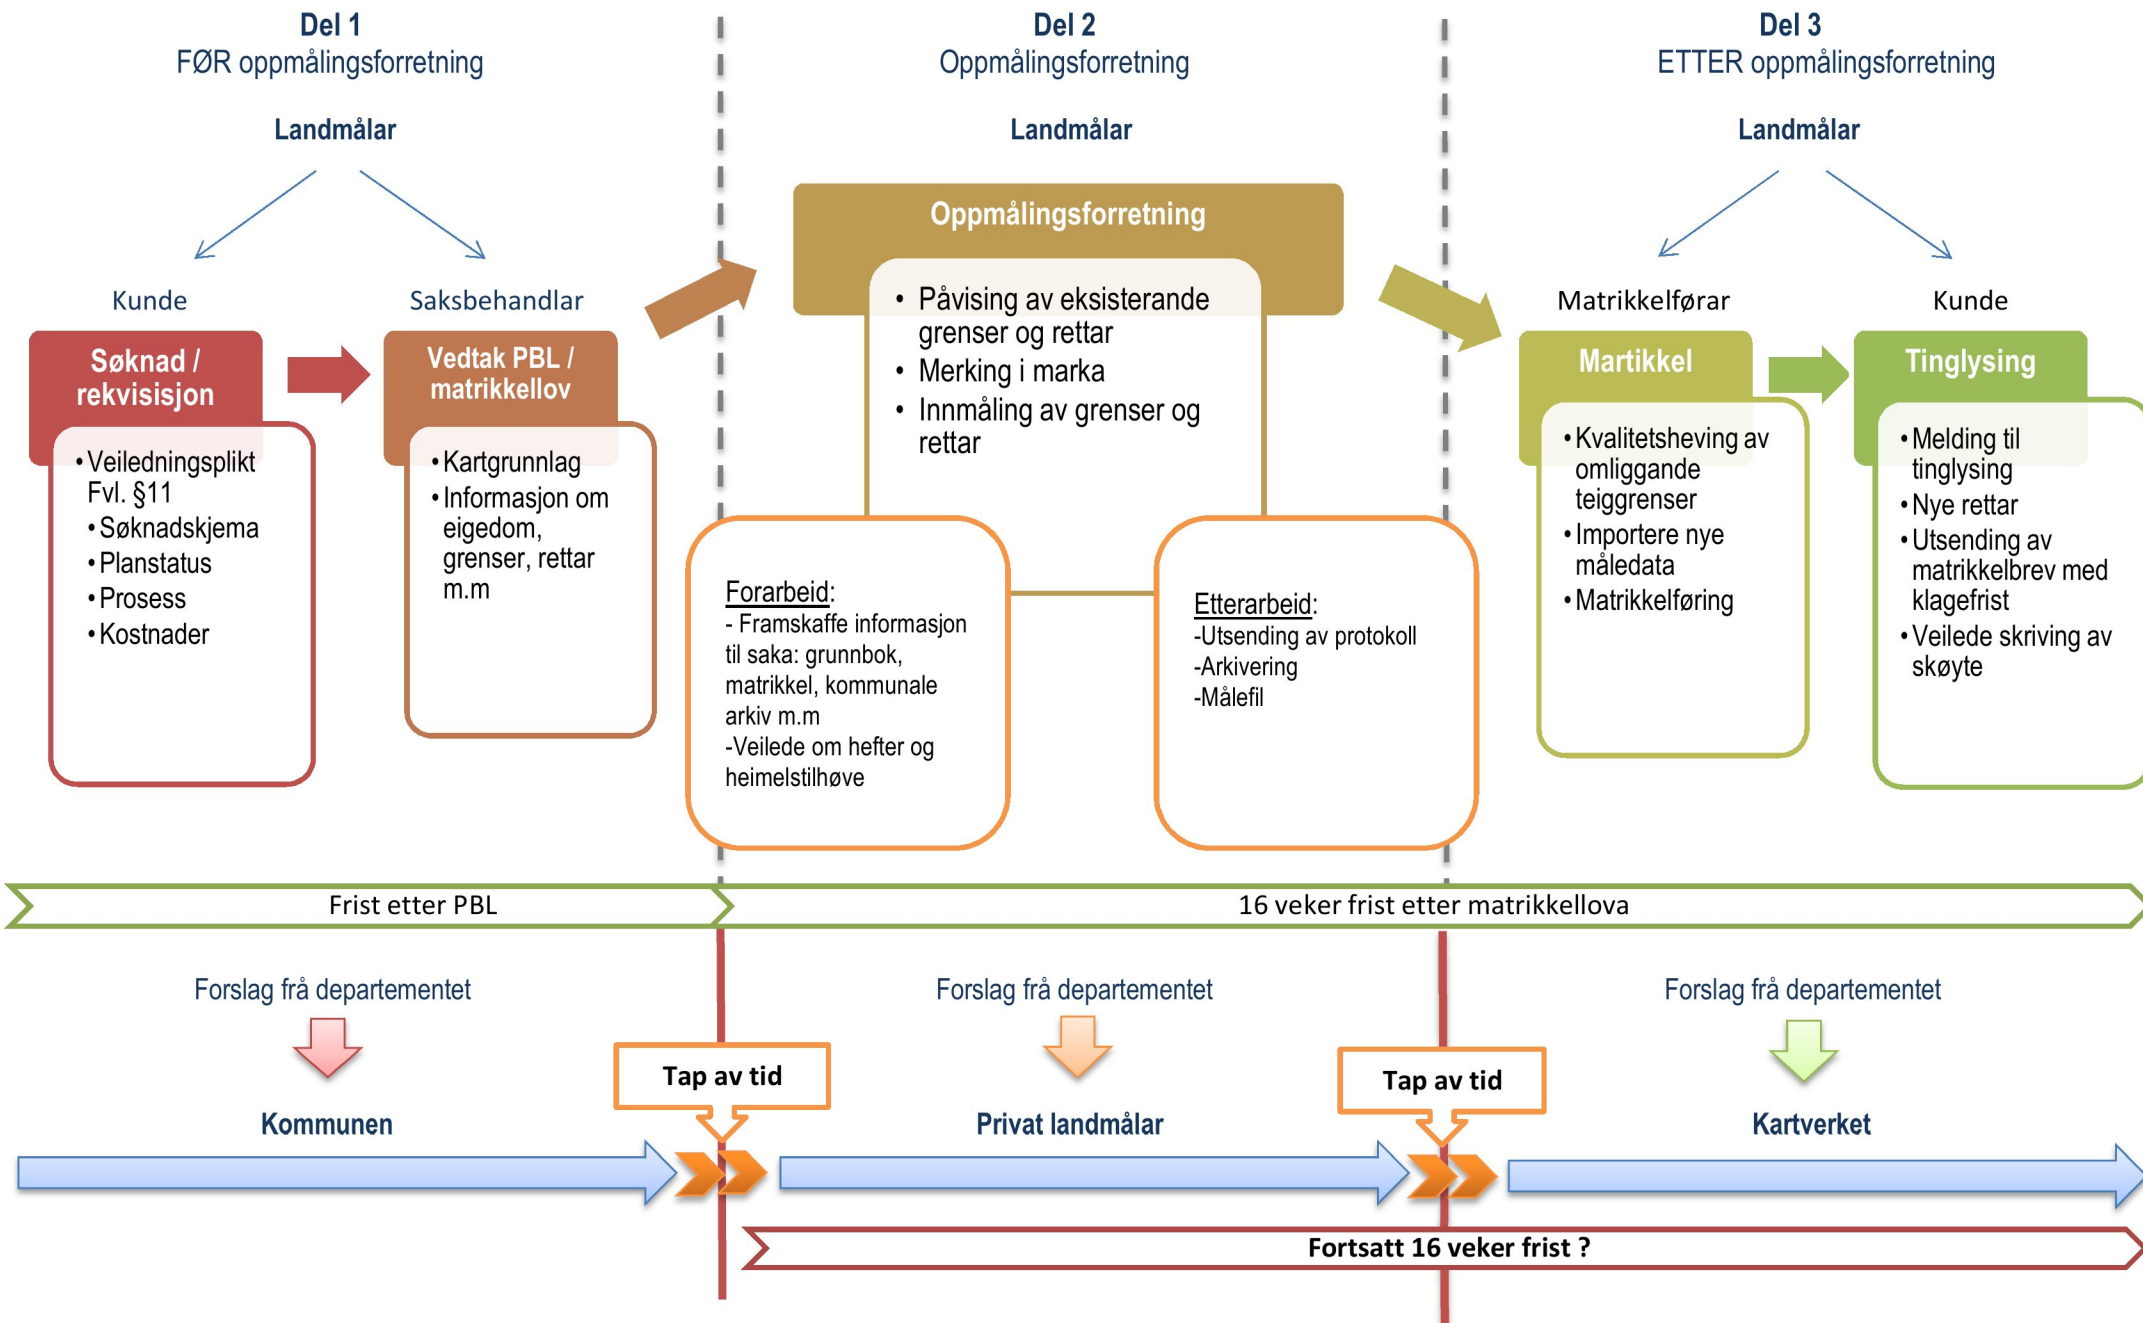 Del 1
FØR oppmålingsforretning
Landmålar
Kunde
Saksbehandlar
Søknad /
rekvisisjon
• Veiledningsplikt
Fvl. §11
• Søknadskjema
• Planstatus
• Prosess
• Kostnader
Vedtak PBL /
matrikkellov
• Kartgrunnlag
• Informasjon om
eigedom,
grenser, rettar
m.m
Del 2
Oppmålingsforretning
Landmålar
Oppmålingsforretning
• Påvising av eksisterande
grenser og rettar
• Merking i marka
• Innmåling av grenser og
rettar
Forarbeid:
- Framskaffe informasjon
til saka: grunnbok,
matrikkel, kommunale
arkiv m.m
-Veilede om hefter og
heimelstilhøve
Etterarbeid:
-Utsending av protokoll
-Arkivering
-Målefil
Del 3
ETTER oppmålingsforretning
Landmålar
Matrikkelførar
Kunde
Martikkel
• Kvalitetsheving av
omliggande
teiggrenser
• Importere nye
måledata
• Matrikkelføring
Tinglysing
• Melding til
tinglysing
• Nye rettar
• Utsending av
matrikkelbrev med
klagefrist
• Veilede skriving av
skøyte
Frist etter PBL
16 veker frist etter matrikkellova
Forslag frå departementet
Forslag frå departementet
Forslag frå departementet
Tap av tid
Tap av tid
Kommunen
Privat landmålar
Kartverket
Fortsatt 16 veker frist ?